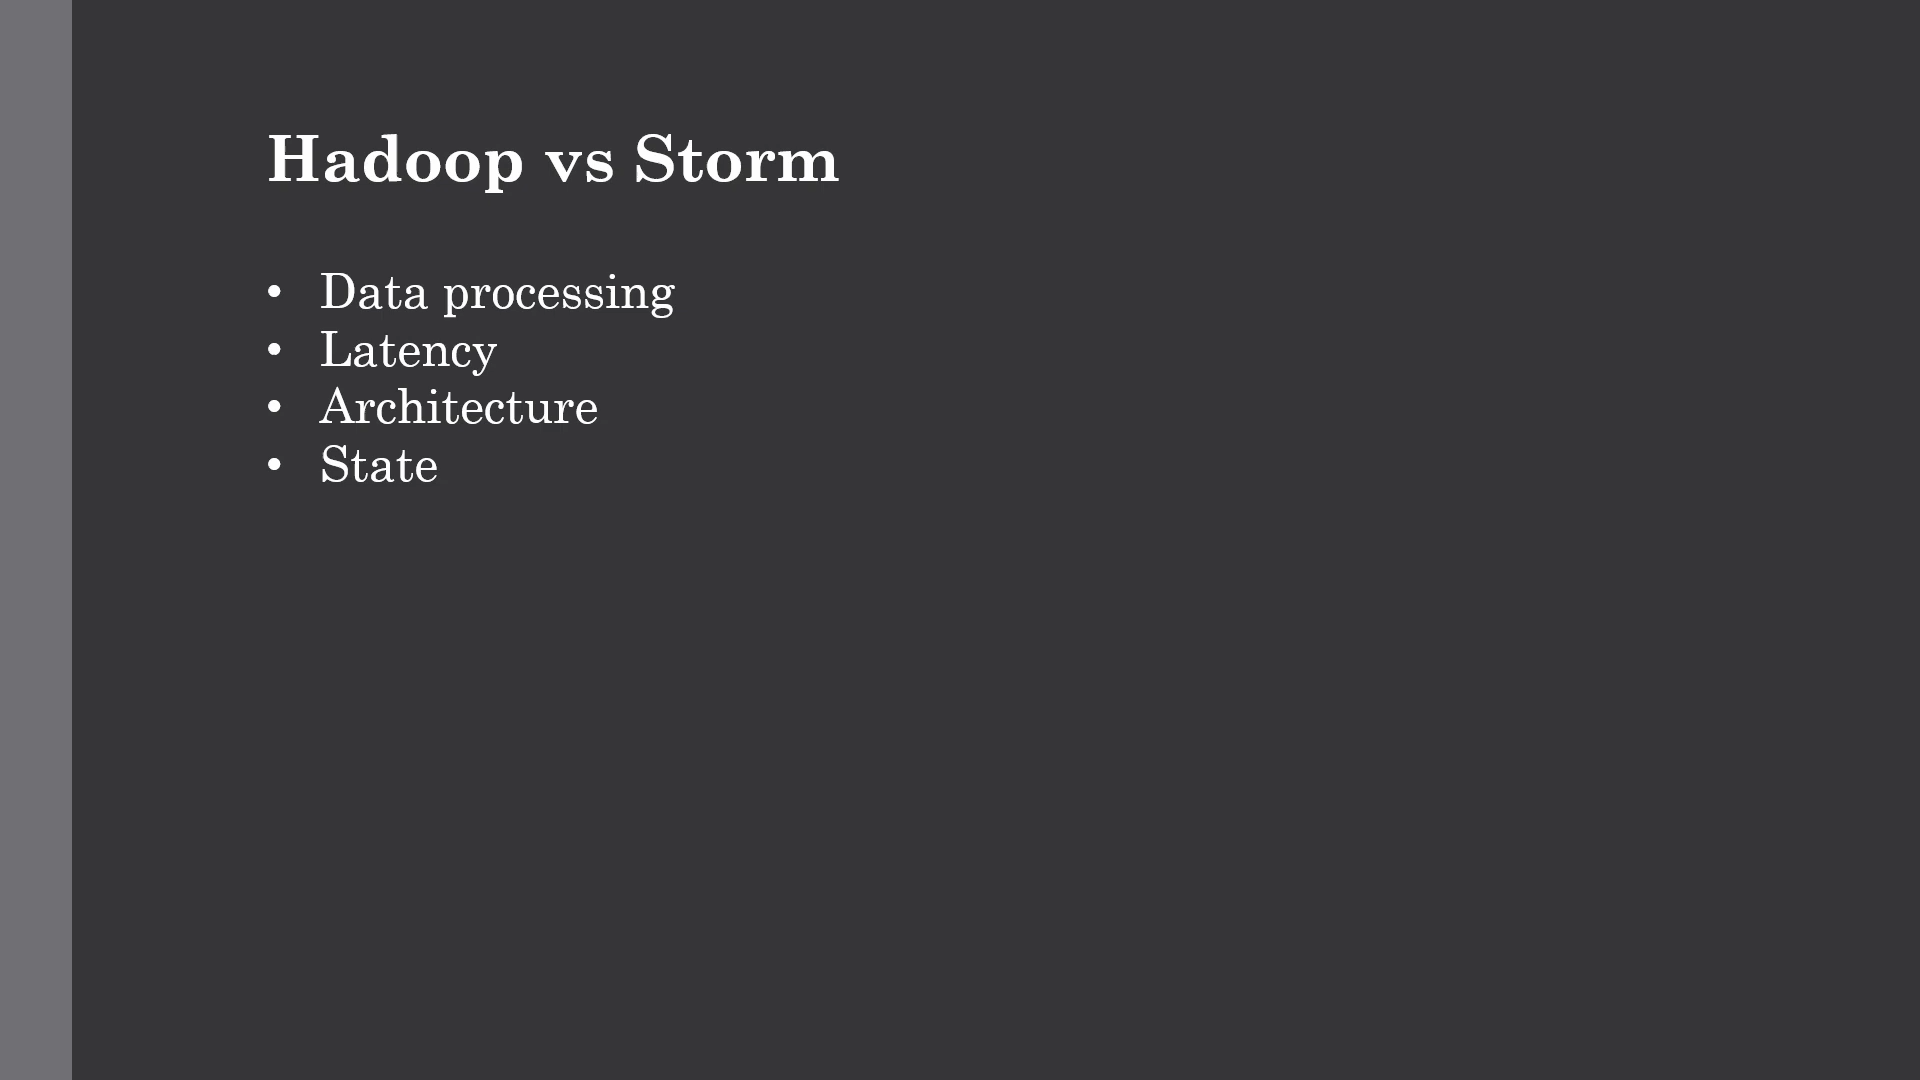 Hadoop vs Storm
• Data processing
• Latency
• Architecture
• State